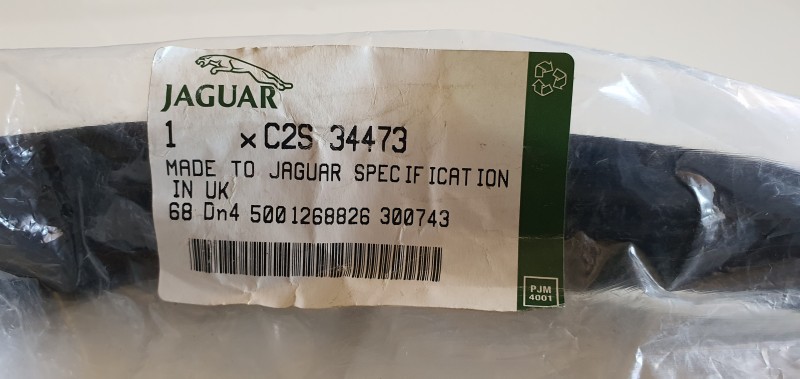 JAGUAR
1 x C2S 34473
MADE TO JAGUAR SPECIFICATION
IN UK
68 Dn4 5001268826 300743
PJM
4001